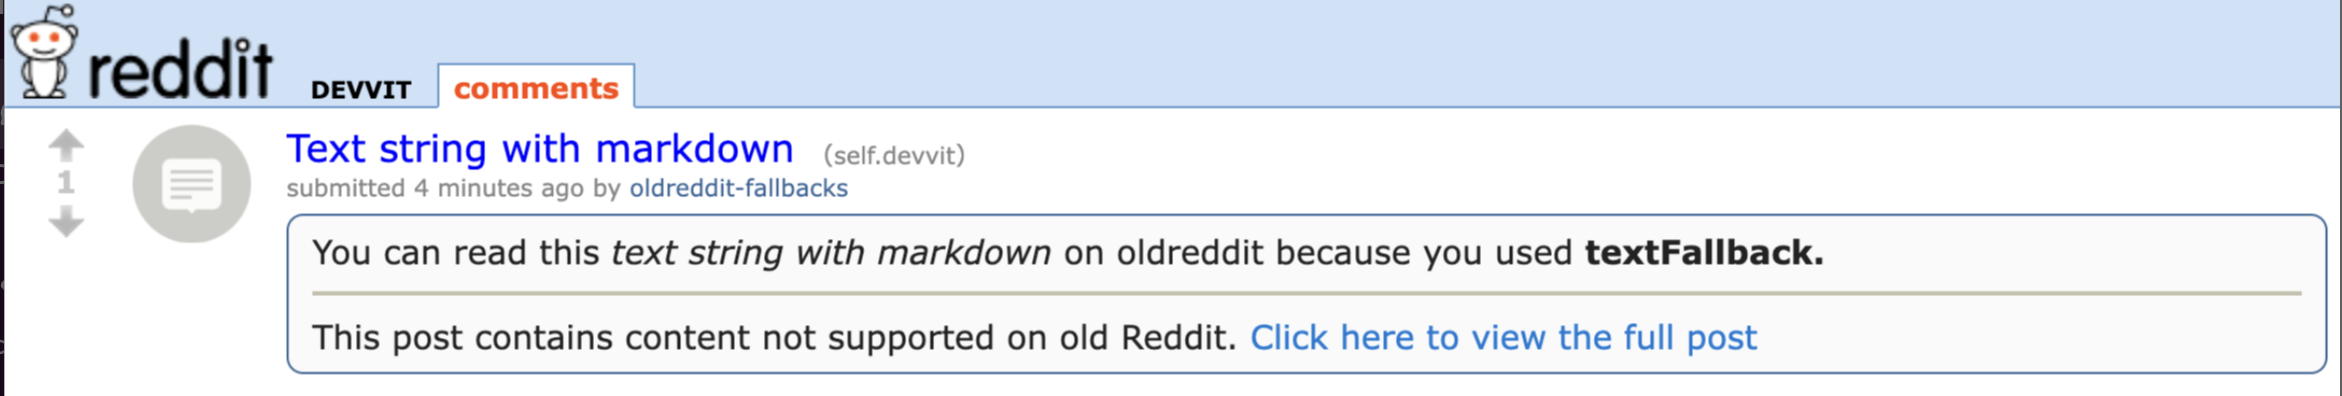 reddit DEVVIT comments
Text string with markdown (self.devvit)
1
submitted 4 minutes ago by oldreddit-fallbacks
You can read this text string with markdown on oldreddit because you used textFallback.
This post contains content not supported on old Reddit. Click here to view the full post